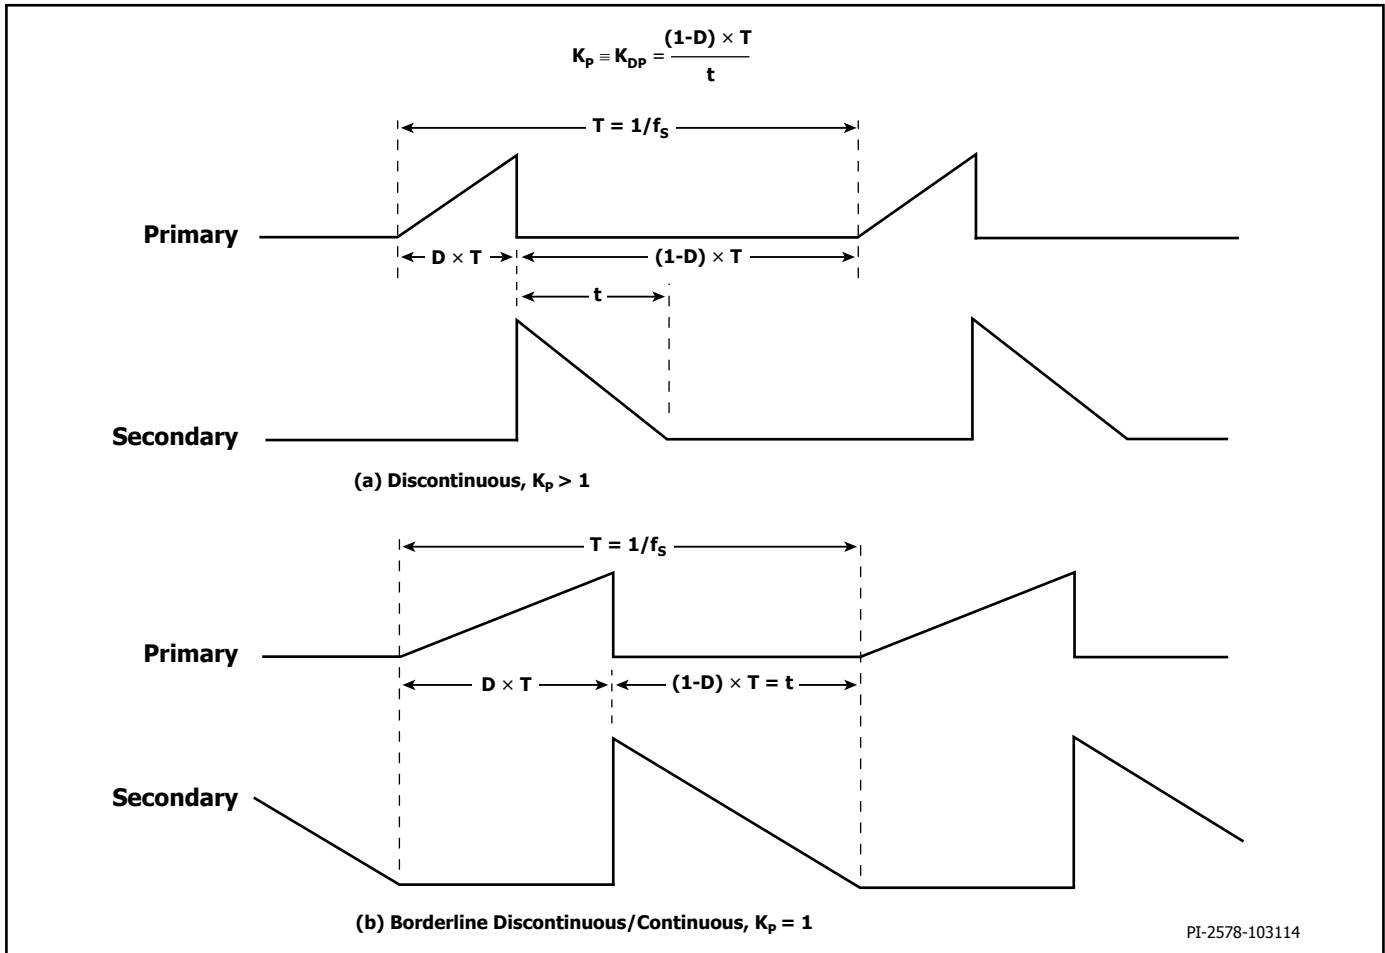 K_P ≡ K_DP = (1-D) × T / t
T = 1/f_S
Primary
D × T
(1-D) × T
t
Secondary
(a) Discontinuous, K_P > 1
T = 1/f_S
Primary
D × T
(1-D) × T = t
Secondary
(b) Borderline Discontinuous/Continuous, K_P = 1
PI-2578-103114